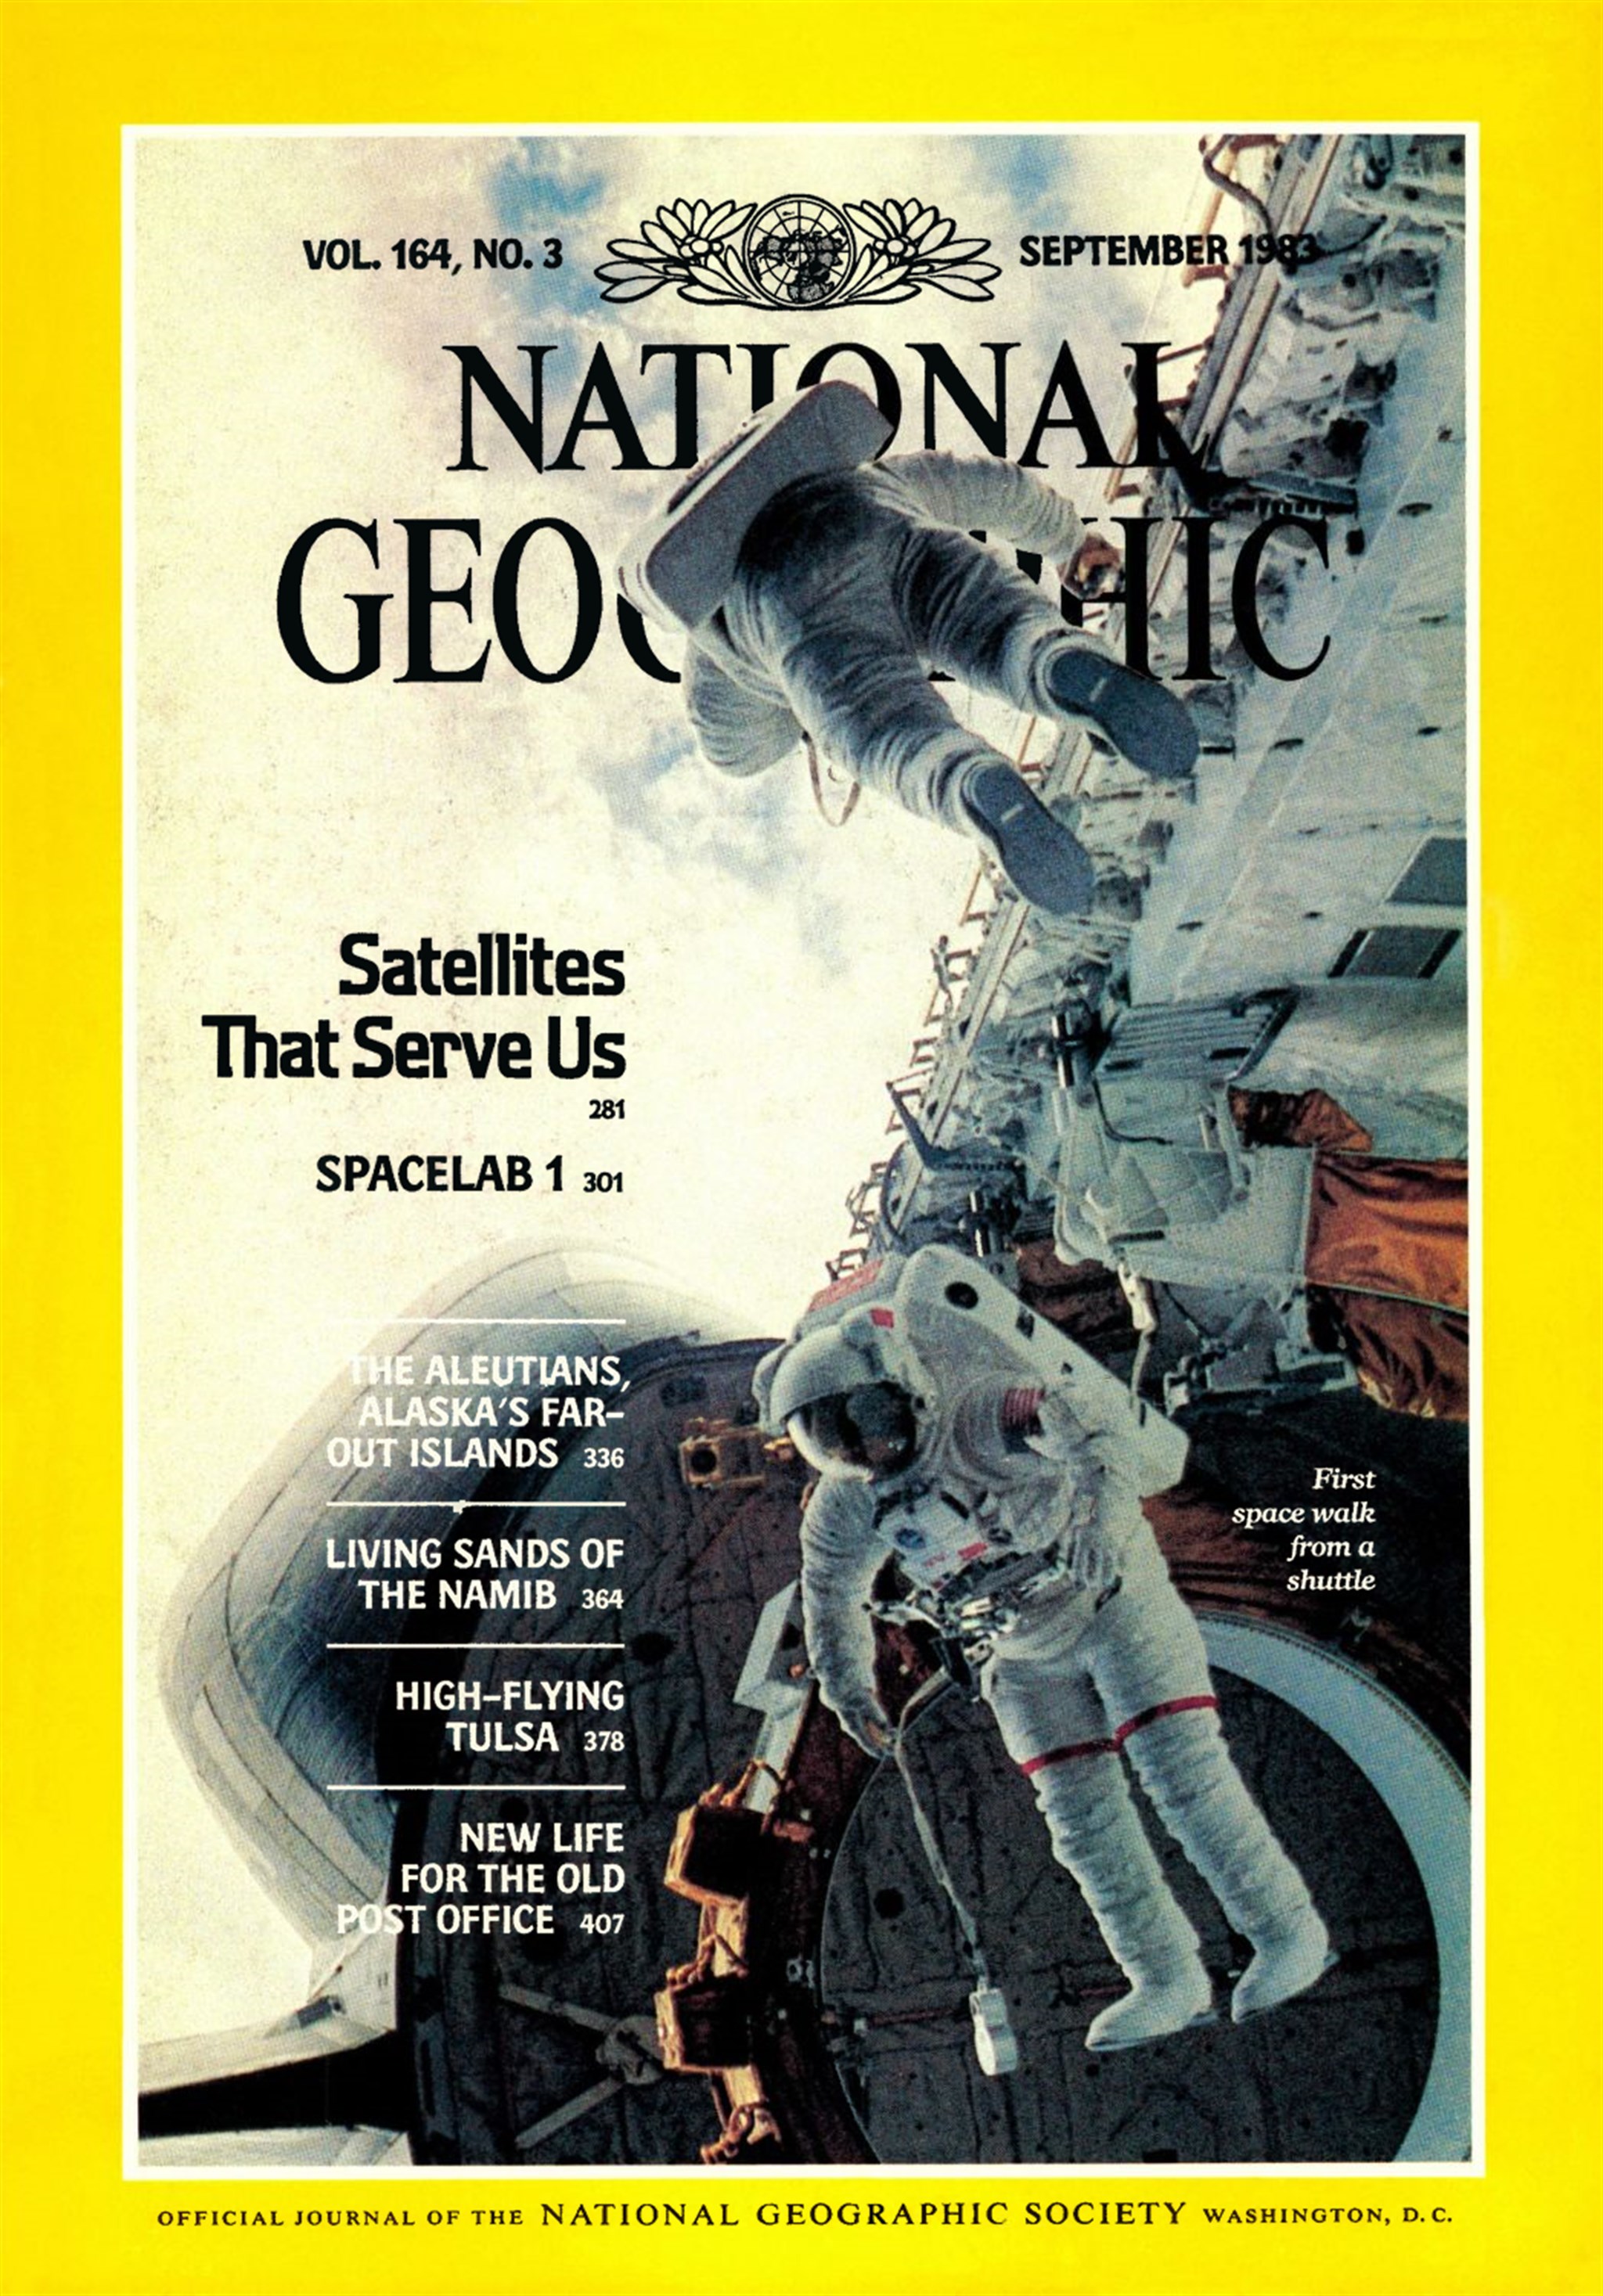 VOL. 164, NO. 3
SEPTEMBER 1983
NATIONAL
GEOGRAPHIC
Satellites
That Serve Us
281
SPACELAB 1 301
THE ALEUTIANS,
ALASKA'S FAR-
OUT ISLANDS 336
LIVING SANDS OF
THE NAMIB 364
HIGH-FLYING
TULSA 378
NEW LIFE
FOR THE OLD
POST OFFICE 407
First
space walk
from a
shuttle
OFFICIAL JOURNAL OF THE NATIONAL GEOGRAPHIC SOCIETY WASHINGTON, D.C.